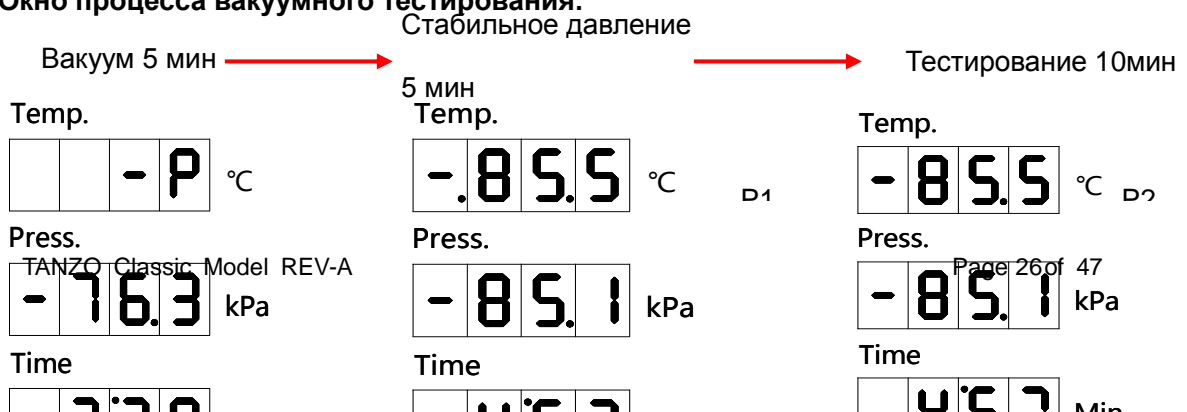 Окно процесса вакуумного тестирования.
Вакуум 5 мин
Стабильное давление
5 мин
Тестирование 10мин
Temp.
-P ℃
Press.
-76.3 kPa
Time
Temp.
-.85.5 ℃
Press.
-85.1 kPa
Time
Temp.
-85.5 ℃
Press.
-85.1 kPa
Time
TANZO Classic Model REV-A
Page 26of 47